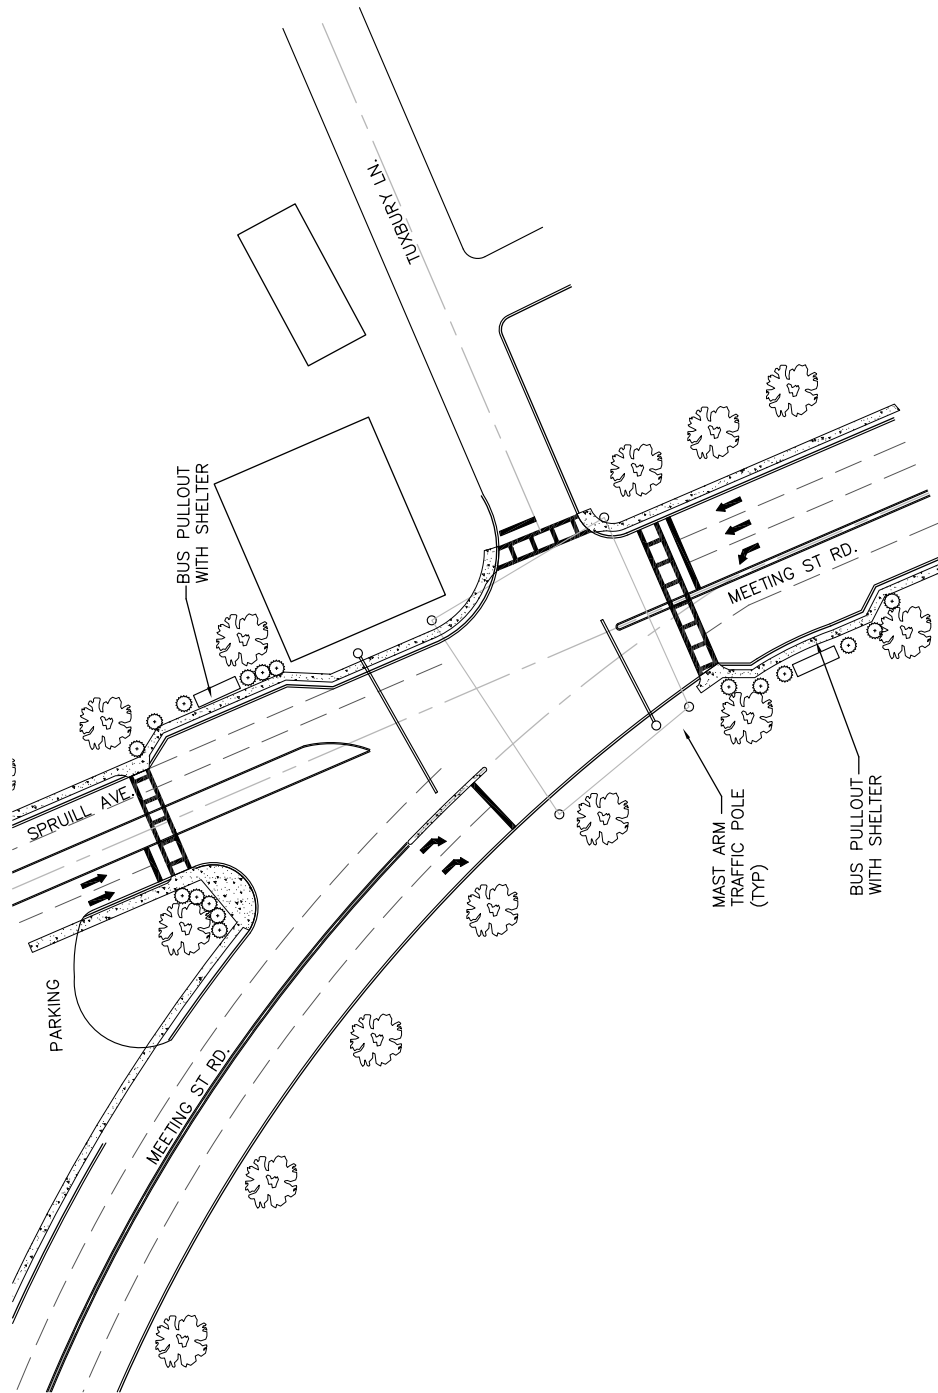 TUXBURY LN.
BUS PULLOUT
WITH SHELTER
MEETING ST RD.
SPRUILL AVE.
MAST ARM
TRAFFIC POLE
(TYP)
BUS PULLOUT
WITH SHELTER
PARKING
MEETING ST RD.